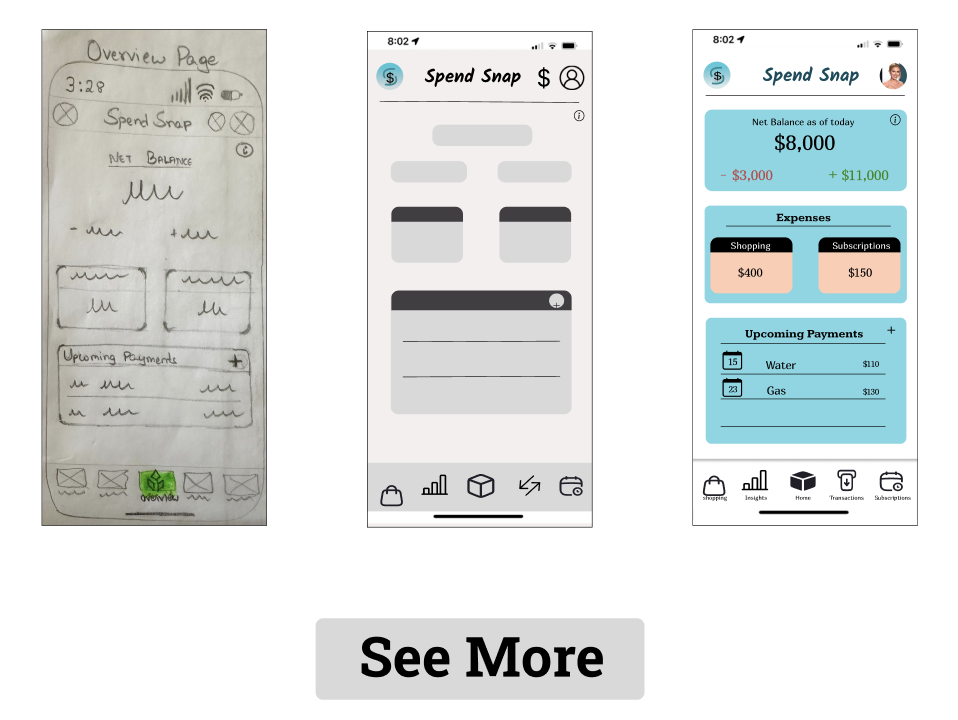 Overview Page
3:28
Spend Snap
C
NET BALANCE
-
+
Upcoming Payments +
overview
8:02
$ Spend Snap $
i
+
8:02
$ Spend Snap
Net Balance as of today i
$8,000
- $3,000 + $11,000
Expenses
Shopping Subscriptions
$400 $150
Upcoming Payments +
15 Water $110
23 Gas $130
shopping Insights Home Transactions Subscriptions
See More